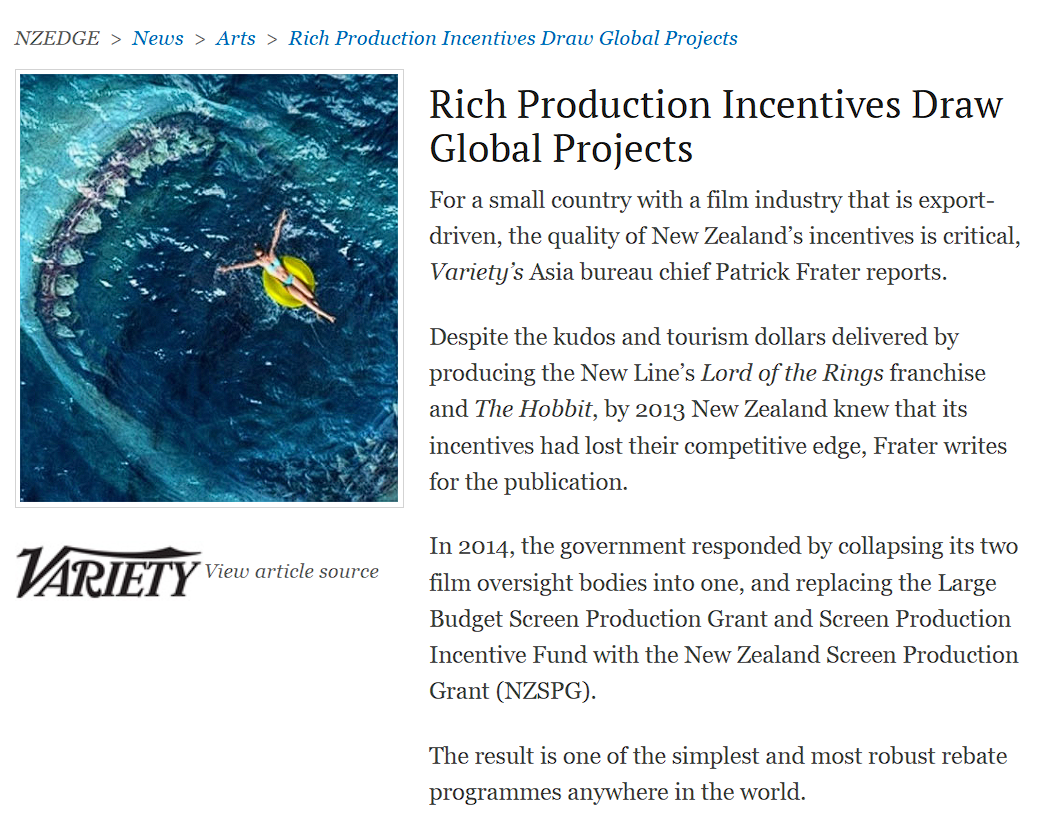 NZEDGE > News > Arts > Rich Production Incentives Draw Global Projects
Rich Production Incentives Draw
Global Projects
For a small country with a film industry that is export-
driven, the quality of New Zealand’s incentives is critical,
Variety’s Asia bureau chief Patrick Frater reports.
Despite the kudos and tourism dollars delivered by
producing the New Line’s Lord of the Rings franchise
and The Hobbit, by 2013 New Zealand knew that its
incentives had lost their competitive edge, Frater writes
for the publication.
In 2014, the government responded by collapsing its two
film oversight bodies into one, and replacing the Large
Budget Screen Production Grant and Screen Production
Incentive Fund with the New Zealand Screen Production
Grant (NZSPG).
The result is one of the simplest and most robust rebate
programmes anywhere in the world.
VARIETY View article source